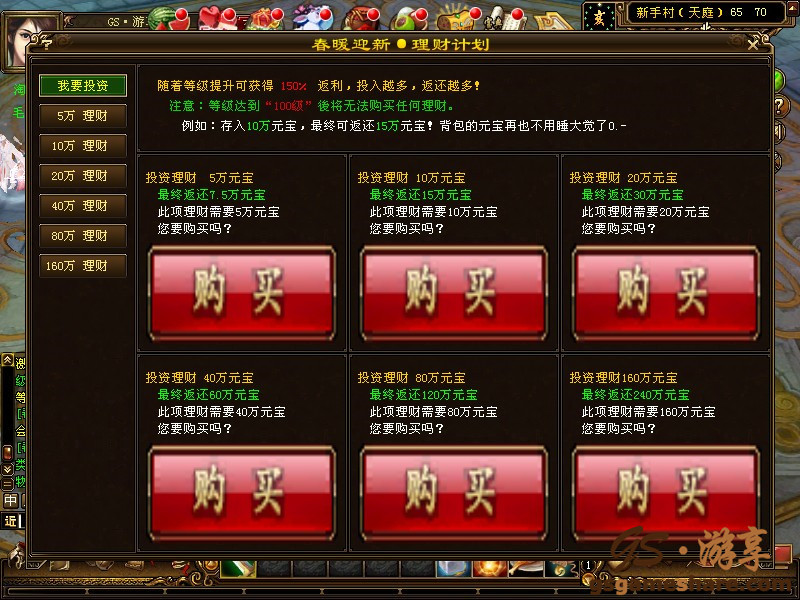 GS·游
亥
新手村(天庭) 65 70
春暖迎新●理财计划
我要投资
5万 理财
10万 理财
20万 理财
40万 理财
80万 理财
160万 理财
随着等级提升可获得 150% 返利，投入越多，返还越多！
注意：等级达到“100级”後将无法购买任何理财。
例如：存入10万元宝，最终可返还15万元宝！背包的元宝再也不用睡大觉了0.-
投资理财 5万元宝
最终返还7.5万元宝
此项理财需要5万元宝
您要购买吗？
购买
投资理财 10万元宝
最终返还15万元宝
此项理财需要10万元宝
您要购买吗？
购买
投资理财 20万元宝
最终返还30万元宝
此项理财需要20万元宝
您要购买吗？
购买
投资理财 40万元宝
最终返还60万元宝
此项理财需要40万元宝
您要购买吗？
购买
投资理财 80万元宝
最终返还120万元宝
此项理财需要80万元宝
您要购买吗？
购买
投资理财160万元宝
最终返还240万元宝
此项理财需要160万元宝
您要购买吗？
购买
近
1
GS·游享